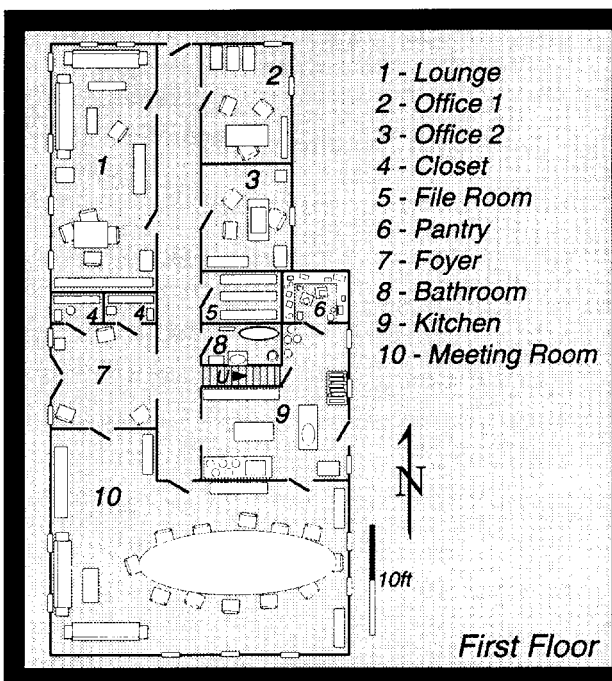 1 - Lounge
2 - Office 1
3 - Office 2
4 - Closet
5 - File Room
6 - Pantry
7 - Foyer
8 - Bathroom
9 - Kitchen
10 - Meeting Room
2
1
3
5
6
4
4
8
U
7
9
10
N
10ft
First Floor